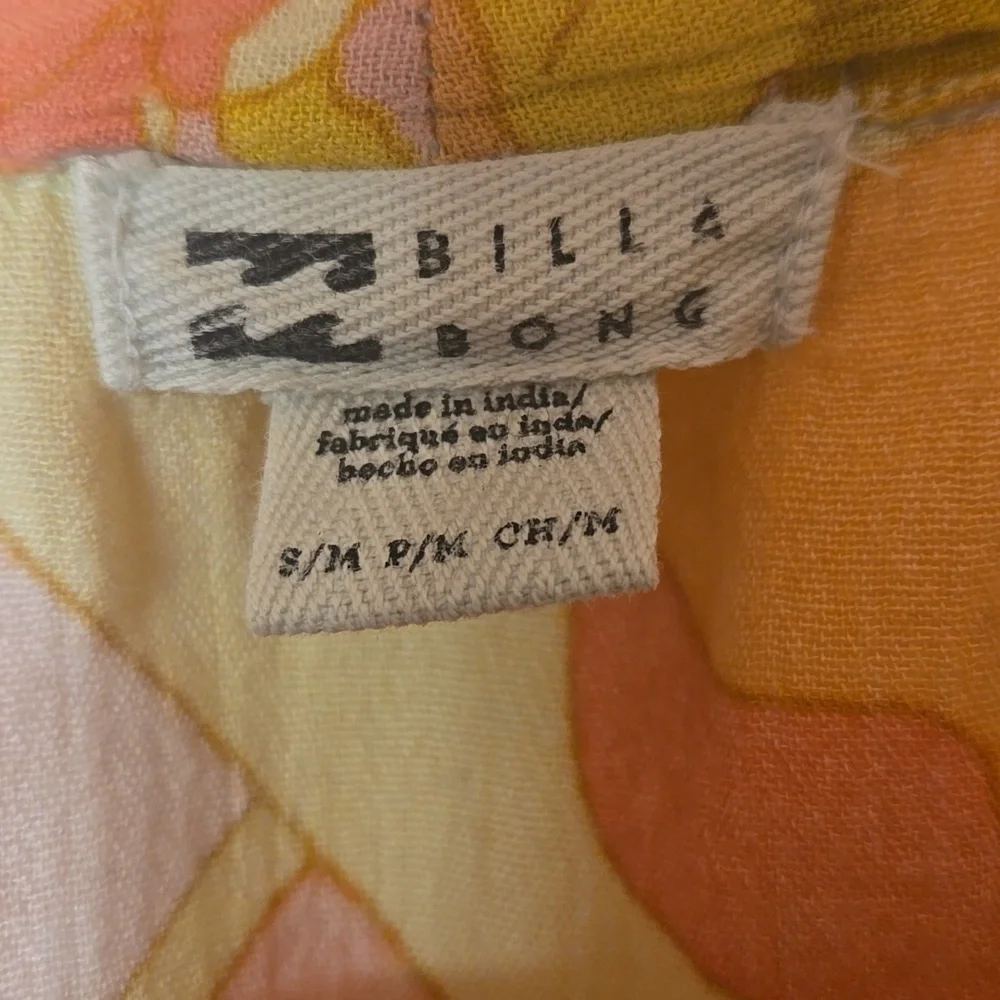 BILLA
BONG
made in india/
fabriqué en inde/
hecho en india
S/M P/M CH/M